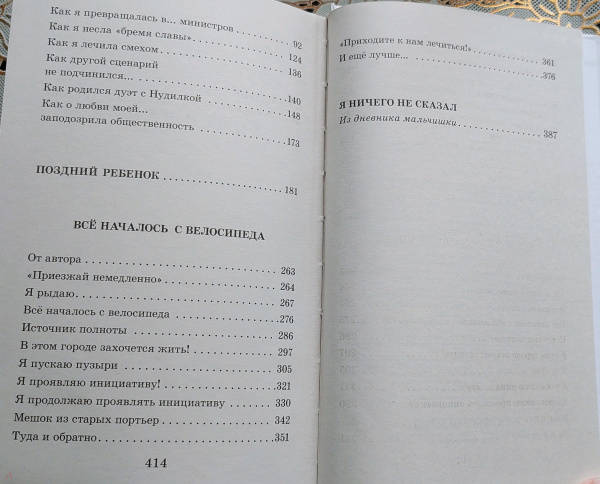 Как я превращалась в... министров . . . . . . . 92
Как я несла «бремя славы» . . . . . . . . . . . . 124
Как я лечила смехом . . . . . . . . . . . . . . . . 136
Как другой сценарий
не подчинился... . . . . . . . . . . . . . . . . . . . 140
Как родился дуэт с Нудилкой . . . . . . . . . . 148
Как о любви моей...
заподозрила общественность . . . . . . . . . . . 173
ПОЗДНИЙ РЕБЕНОК . . . . . . . . . . . . . . . . . 181
ВСЁ НАЧАЛОСЬ С ВЕЛОСИПЕДА
От автора . . . . . . . . . . . . . . . . . . . . . . . . . 263
«Приезжай немедленно» . . . . . . . . . . . . . . 264
Я рыдаю . . . . . . . . . . . . . . . . . . . . . . . . . . 267
Всё началось с велосипеда . . . . . . . . . . . . 276
Источник полноты . . . . . . . . . . . . . . . . . . 286
В этом городе захочется жить! . . . . . . . . . . 297
Я пускаю пузыри . . . . . . . . . . . . . . . . . . . 305
Я проявляю инициативу! . . . . . . . . . . . . . . 321
Я продолжаю проявлять инициативу . . . . . . 330
Мешок из старых портьер . . . . . . . . . . . . . 342
Туда и обратно . . . . . . . . . . . . . . . . . . . . . 351
414
«Приходите к нам лечиться!» . . . . . . . . . . . 361
И ещё лучше... . . . . . . . . . . . . . . . . . . . . . 376
Я НИЧЕГО НЕ СКАЗАЛ
Из дневника мальчишки . . . . . . . . . . . . . . 387